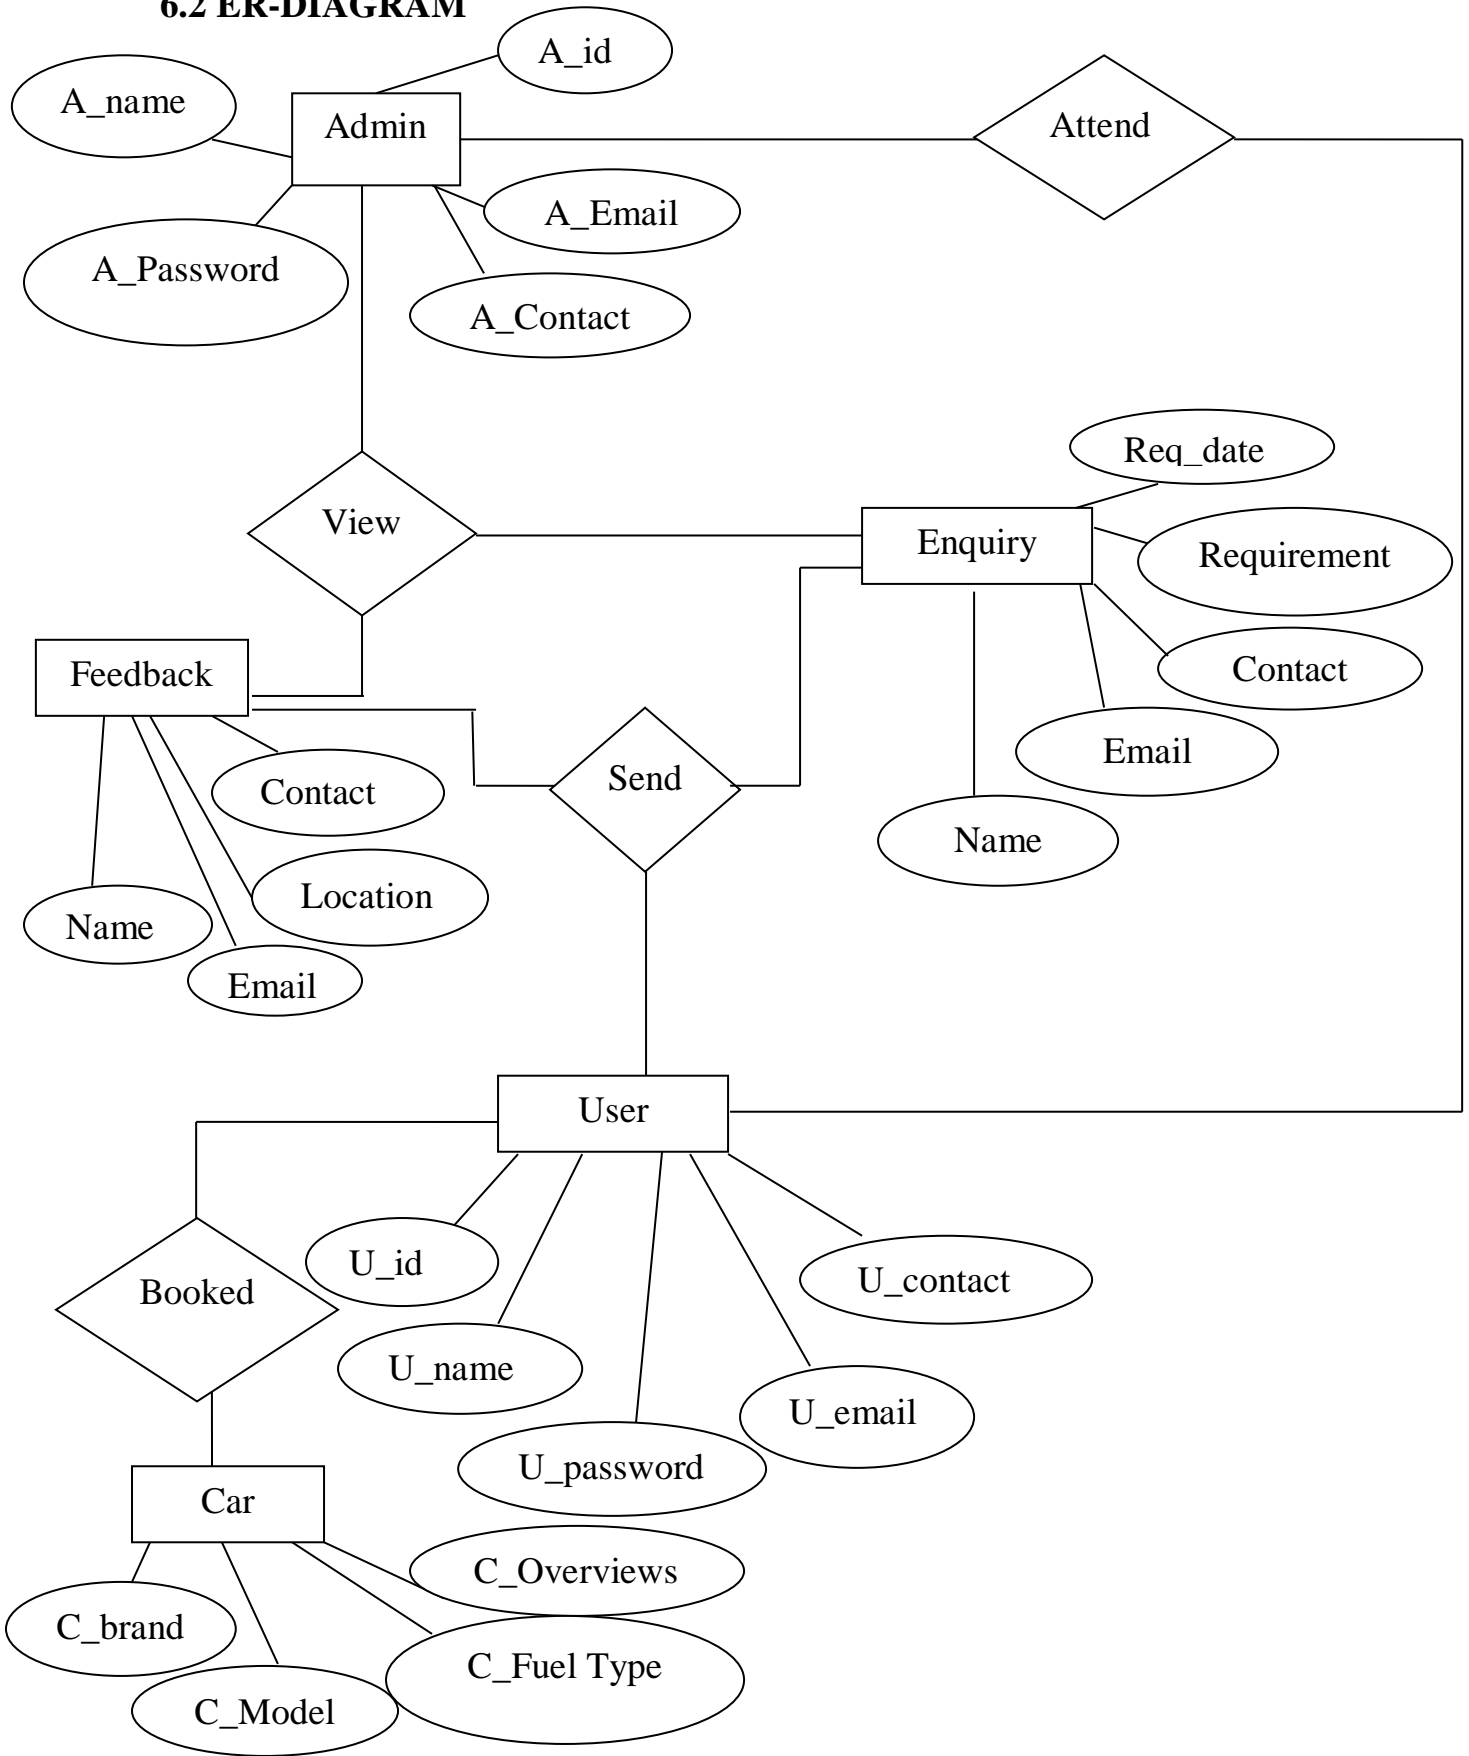 6.2 ER-DIAGRAM
A_id
A_name
Admin
Attend
A_Email
A_Password
A_Contact
Req_date
View
Enquiry
Requirement
Feedback
Contact
Email
Send
Contact
Name
Location
Name
Email
User
U_id
U_contact
Booked
U_name
U_email
U_password
Car
C_Overviews
C_brand
C_Fuel Type
C_Model